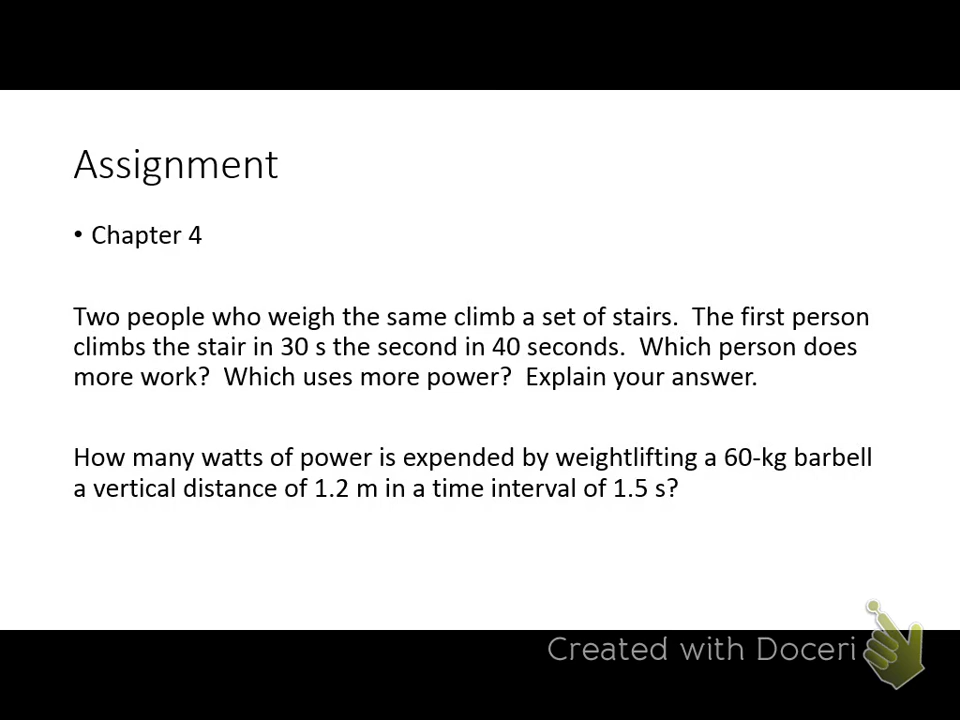 Assignment
• Chapter 4
Two people who weigh the same climb a set of stairs.  The first person
climbs the stair in 30 s the second in 40 seconds.  Which person does
more work?  Which uses more power?  Explain your answer.
How many watts of power is expended by weightlifting a 60-kg barbell
a vertical distance of 1.2 m in a time interval of 1.5 s?
Created with Doceri